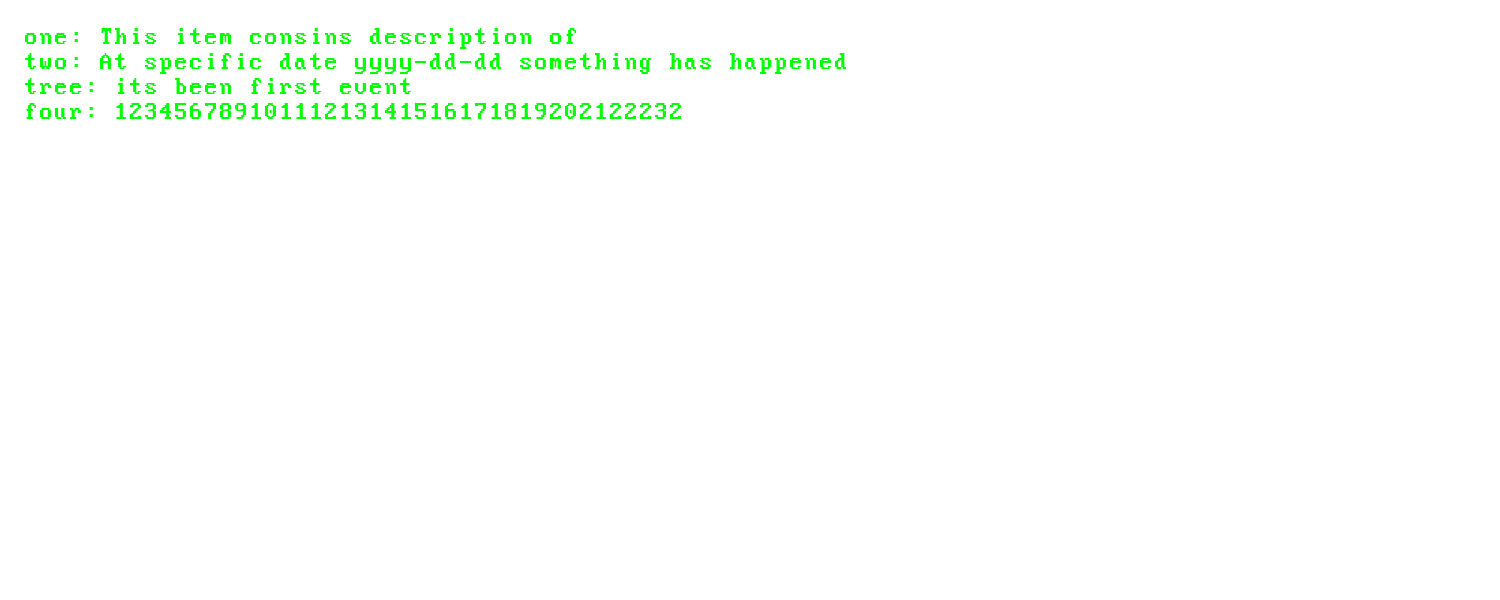 one: This item consins description of
two: At specific date yyyy-dd-dd something has happened
tree: its been first event
four: 12345678910111213141516171819202122232